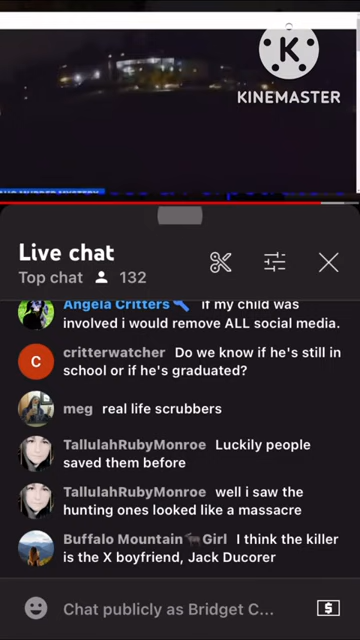 KINEMASTER
Live chat
Top chat 132
Angela Critters If my child was
involved i would remove ALL social media.
C
critterwatcher Do we know if he's still in
school or if he's graduated?
meg real life scrubbers
TallulahRubyMonroe Luckily people
saved them before
TallulahRubyMonroe well i saw the
hunting ones looked like a massacre
Buffalo Mountain Girl I think the killer
is the X boyfriend, Jack Ducorer
Chat publicly as Bridget C...